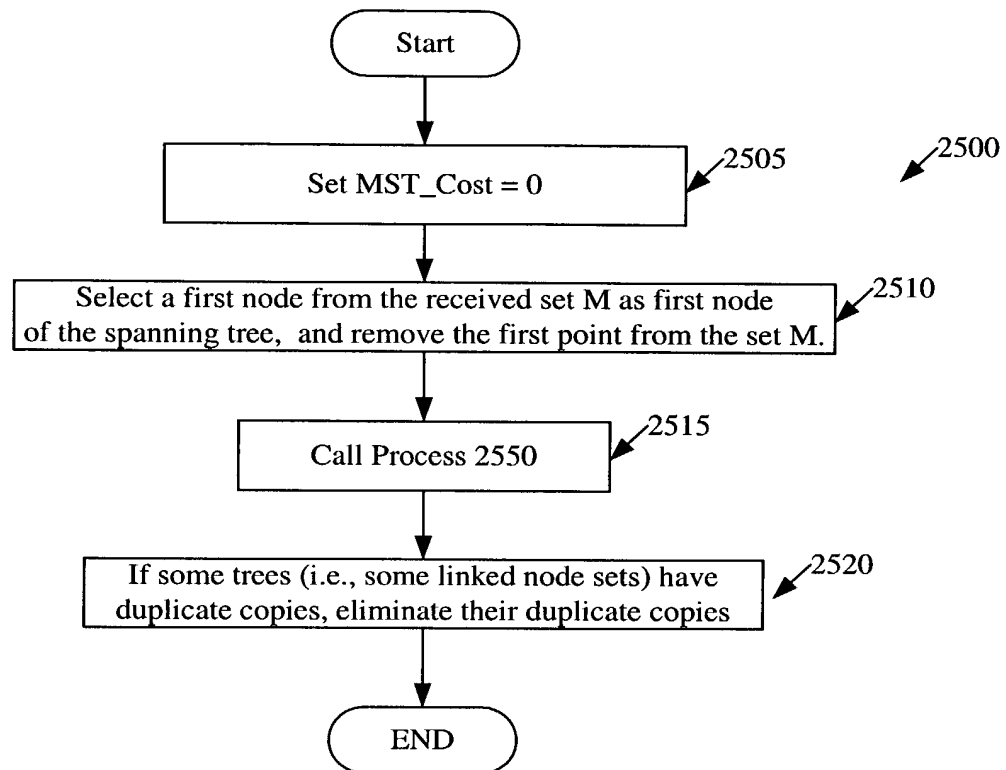 Start
2500
2505
Set MST_Cost = 0
2510
Select a first node from the received set M as first node
of the spanning tree, and remove the first point from the set M.
2515
Call Process 2550
2520
If some trees (i.e., some linked node sets) have
duplicate copies, eliminate their duplicate copies
END